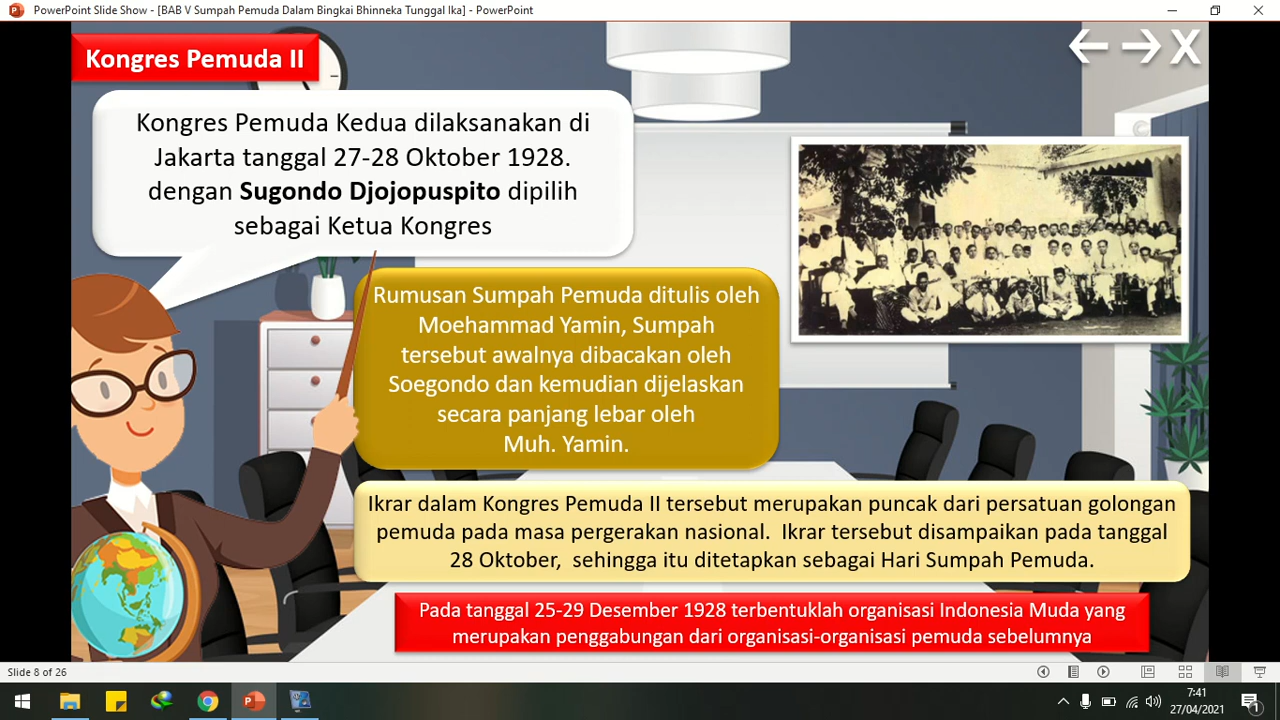 PowerPoint Slide Show - [BAB V Sumpah Pemuda Dalam Bingkai Bhinneka Tunggal Ika] - PowerPoint
Kongres Pemuda II
X
Kongres Pemuda Kedua dilaksanakan di
Jakarta tanggal 27-28 Oktober 1928.
dengan Sugondo Djojopuspito dipilih
sebagai Ketua Kongres
Rumusan Sumpah Pemuda ditulis oleh
Moehammad Yamin, Sumpah
tersebut awalnya dibacakan oleh
Soegondo dan kemudian dijelaskan
secara panjang lebar oleh
Muh. Yamin.
Ikrar dalam Kongres Pemuda II tersebut merupakan puncak dari persatuan golongan
pemuda pada masa pergerakan nasional. Ikrar tersebut disampaikan pada tanggal
28 Oktober, sehingga itu ditetapkan sebagai Hari Sumpah Pemuda.
Pada tanggal 25-29 Desember 1928 terbentuklah organisasi Indonesia Muda yang
merupakan penggabungan dari organisasi-organisasi pemuda sebelumnya
Slide 8 of 26
7:41
27/04/2021
1